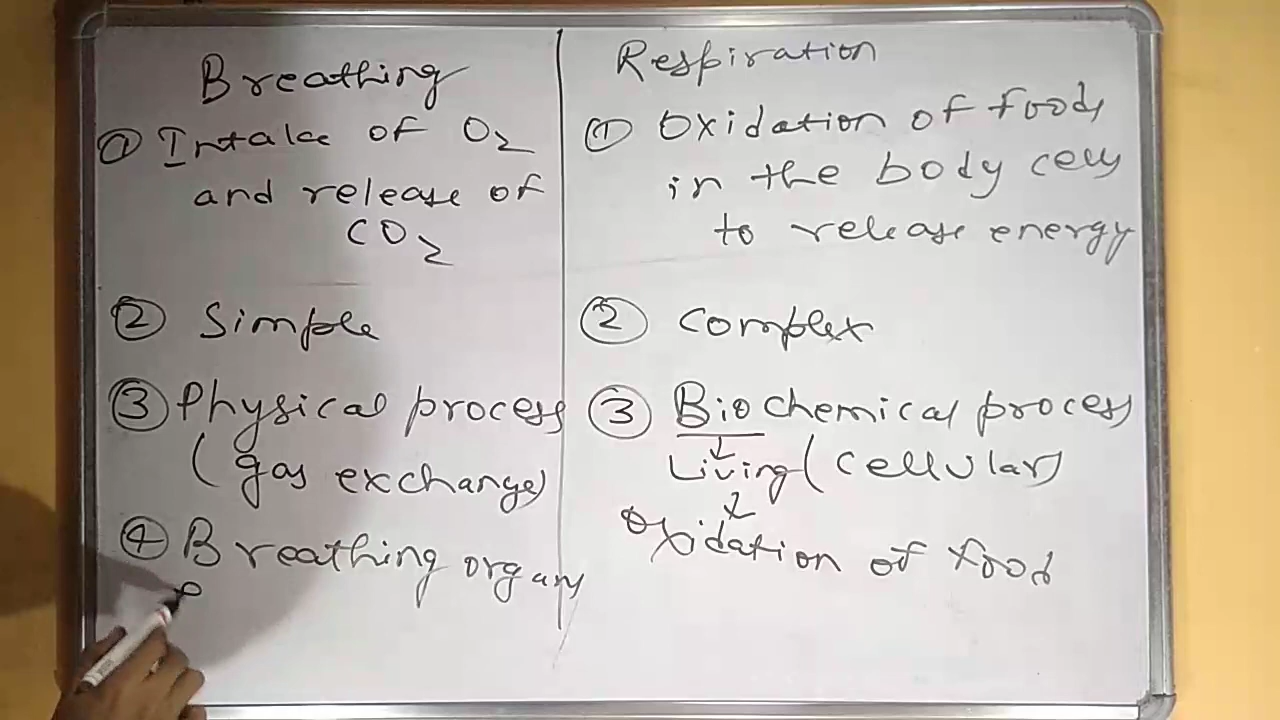 Breathing
① Intake of O2
and release of
CO2
② Simple
③ Physical process
(gas exchange)
④ Breathing organs
Respiration
① Oxidation of foods
in the body cells
to release energy
② Complex
③ Biochemical process
Living (cellular)
Oxidation of food